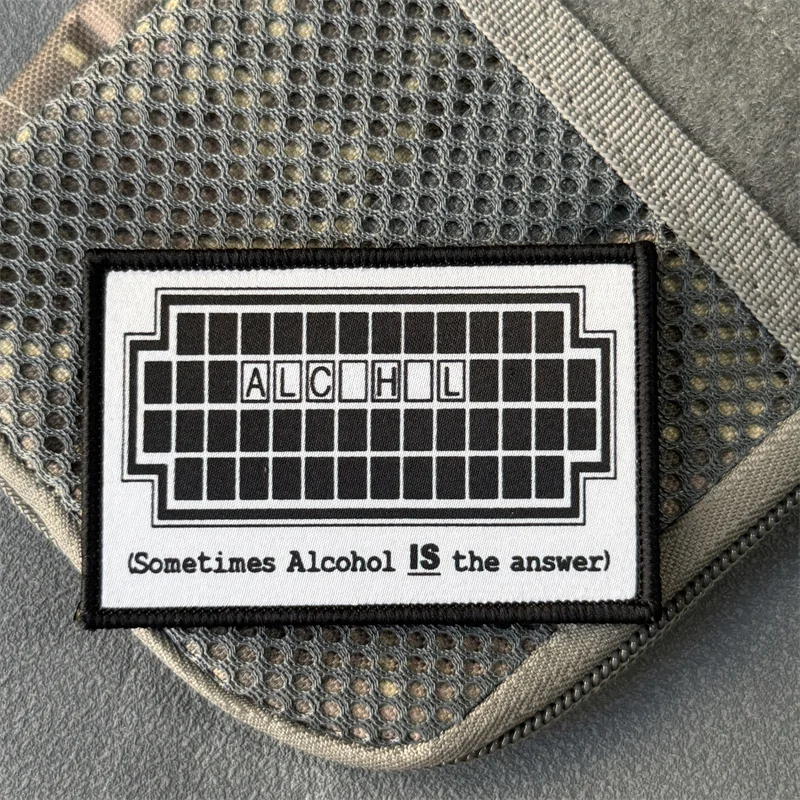 ALC H L
(Sometimes Alcohol IS the answer)